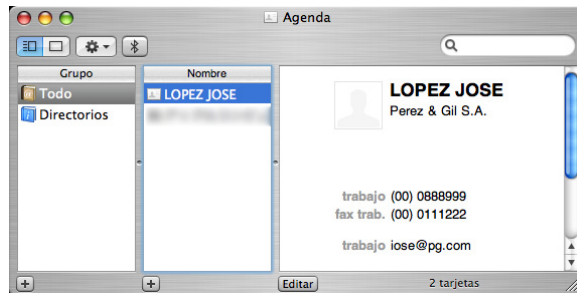 Agenda
Grupo
Todo
Directorios
Nombre
LOPEZ JOSE
LOPEZ JOSE
Perez & Gil S.A.
trabajo (00) 0888999
fax trab. (00) 0111222
trabajo iose@pg.com
Editar
2 tarjetas